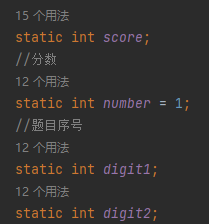 15 个用法
static int score;
//分数
12 个用法
static int number = 1;
//题目序号
12 个用法
static int digit1;
12 个用法
static int digit2;